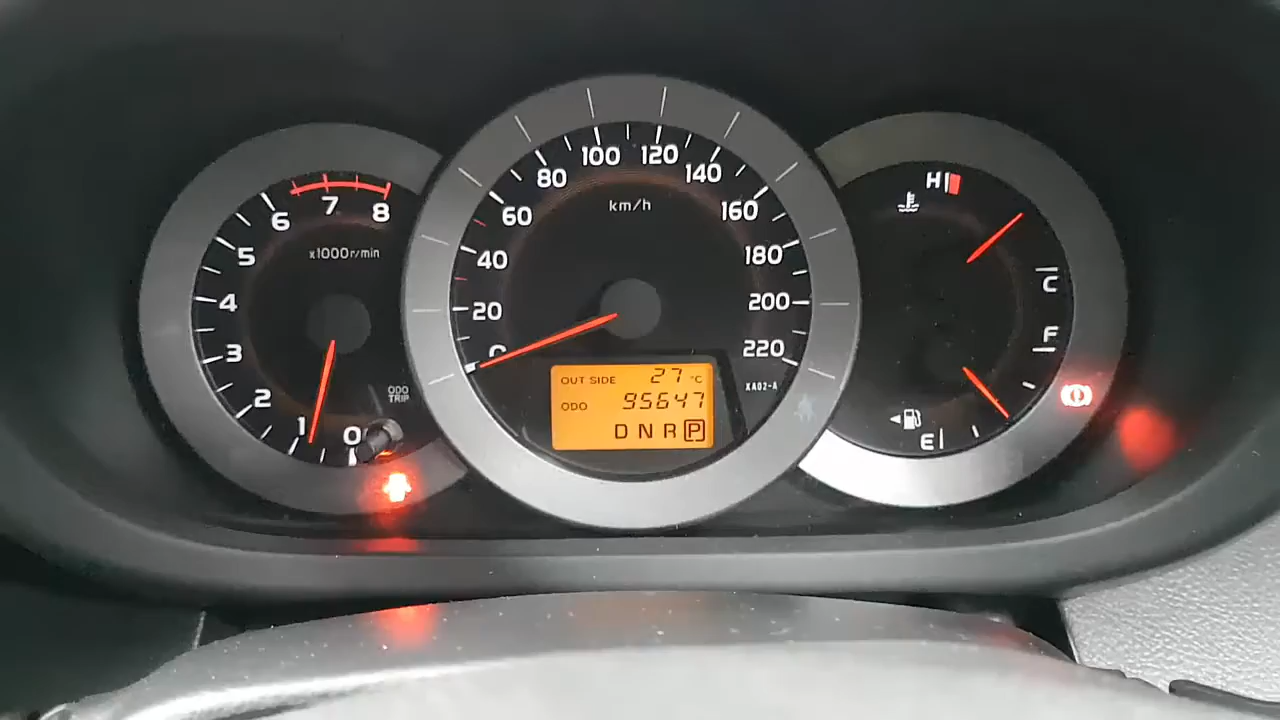 0
1
2
3
4
5
6
7
8
x1000r/min
ODO
TRIP
0
20
40
60
80
100
120
140
160
180
200
220
km/h
OUT SIDE 27 °C
ODO 95647
D N R P
XA02-A
H
C
F
E